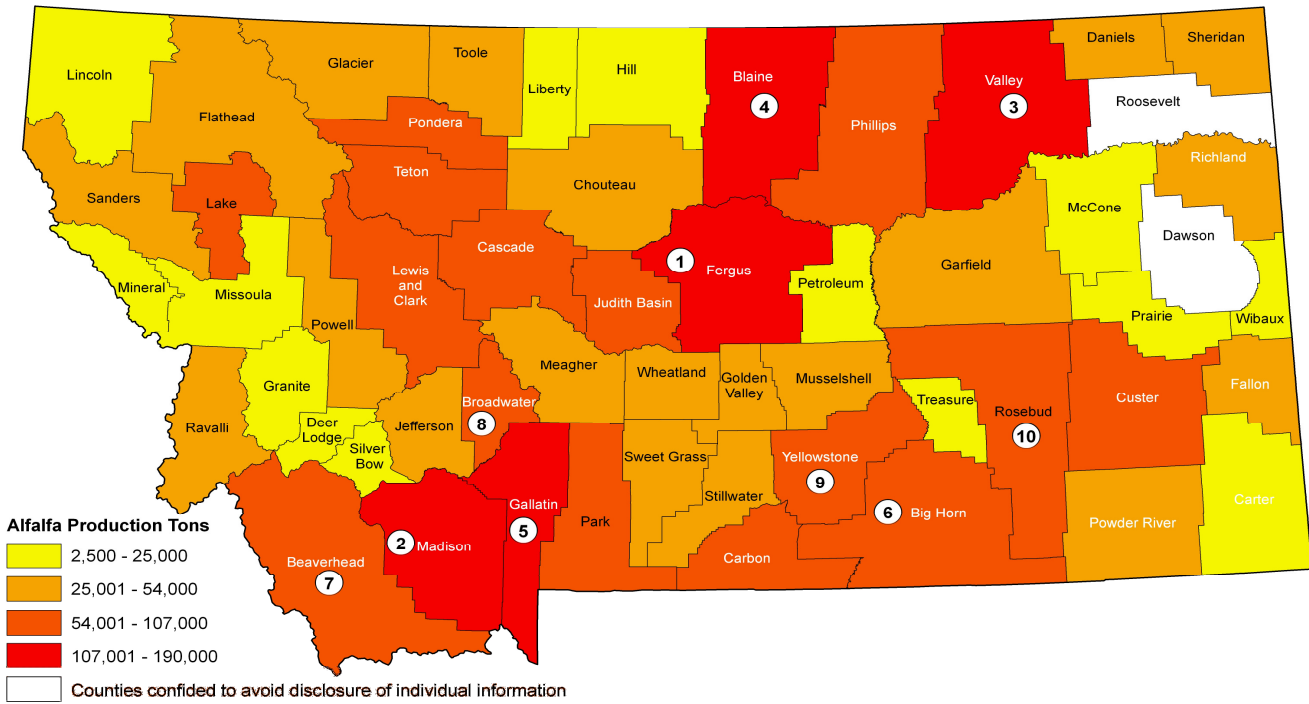 Lincoln
Flathead
Glacier
Toole
Liberty
Hill
Blaine
4
Phillips
Valley
3
Daniels
Sheridan
Roosevelt
Pondera
Teton
Chouteau
Richland
McCone
Dawson
Sanders
Lake
Cascade
Lewis
and
Clark
Judith Basin
1
Fergus
Petroleum
Garfield
Mineral
Missoula
Powell
Prairie
Wibaux
Granite
Meagher
Wheatland
Golden
Valley
Musselshell
Treasure
Rosebud
10
Custer
Fallon
Ravalli
Deer
Lodge
Silver
Bow
Jefferson
Broadwater
8
Sweet Grass
Stillwater
Yellowstone
9
Gallatin
5
Park
Carbon
6
Big Horn
Powder River
Carter
2
Madison
Beaverhead
7
Alfalfa Production Tons
2,500 - 25,000
25,001 - 54,000
54,001 - 107,000
107,001 - 190,000
Counties confided to avoid disclosure of individual information